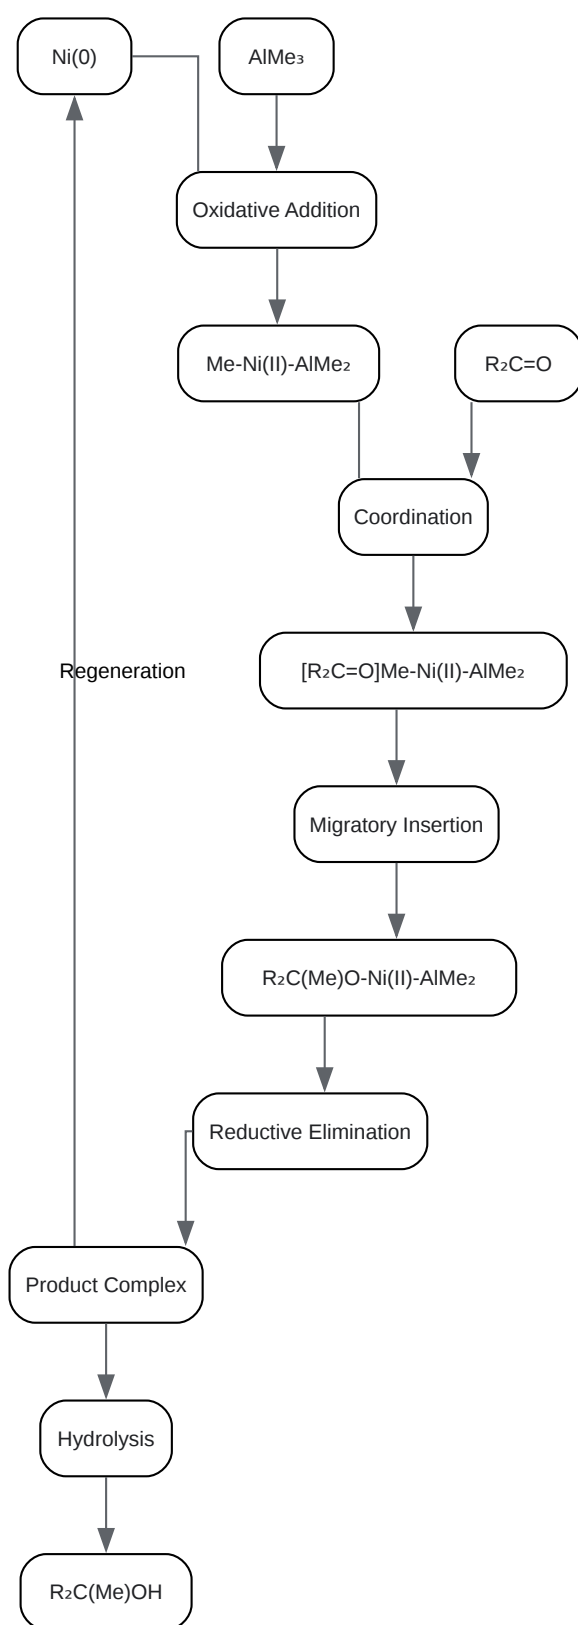 Ni(0)
AlMe₃
Oxidative Addition
Me-Ni(II)-AlMe₂
R₂C=O
Coordination
[R₂C=O]Me-Ni(II)-AlMe₂
Regeneration
Migratory Insertion
R₂C(Me)O-Ni(II)-AlMe₂
Reductive Elimination
Product Complex
Hydrolysis
R₂C(Me)OH